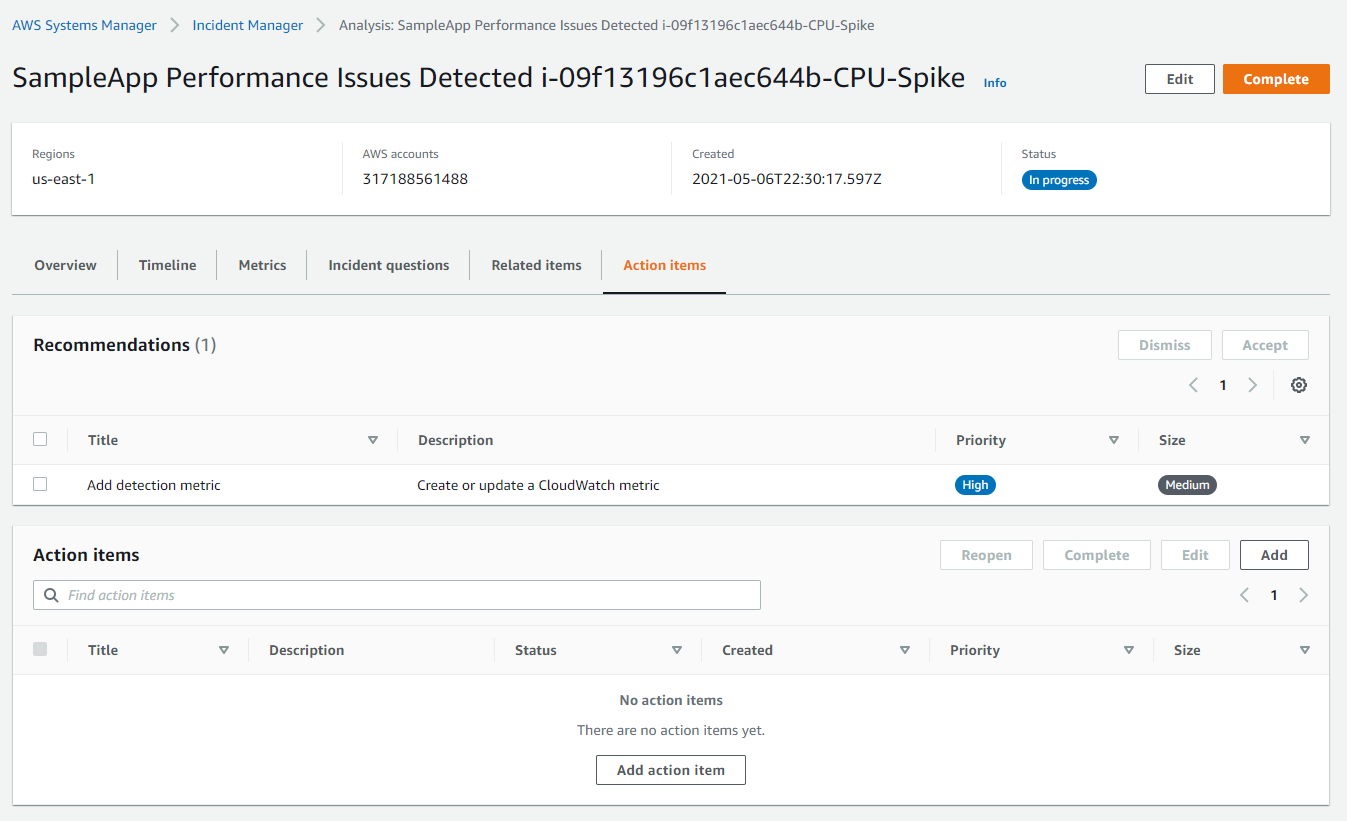 AWS Systems Manager > Incident Manager > Analysis: SampleApp Performance Issues Detected i-09f13196c1aec644b-CPU-Spike
SampleApp Performance Issues Detected i-09f13196c1aec644b-CPU-Spike Info Edit Complete
Regions AWS accounts Created Status
us-east-1 317188561488 2021-05-06T22:30:17.597Z In progress
Overview Timeline Metrics Incident questions Related items Action items
Recommendations (1) Dismiss Accept
1
Title Description Priority Size
Add detection metric Create or update a CloudWatch metric High Medium
Action items Reopen Complete Edit Add
Find action items 1
Title Description Status Created Priority Size
No action items
There are no action items yet.
Add action item